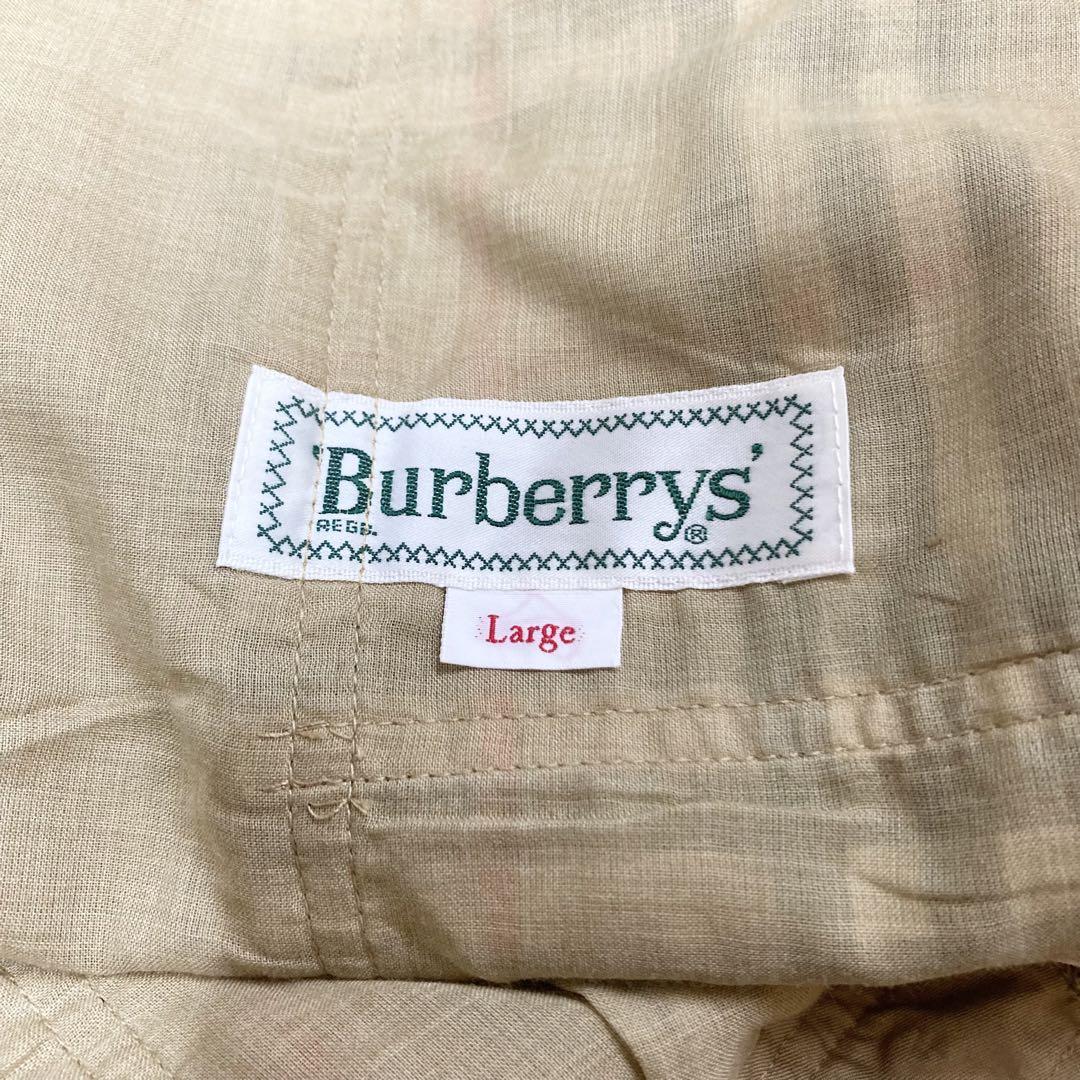 'Burberrys'
REGD.
®
Large